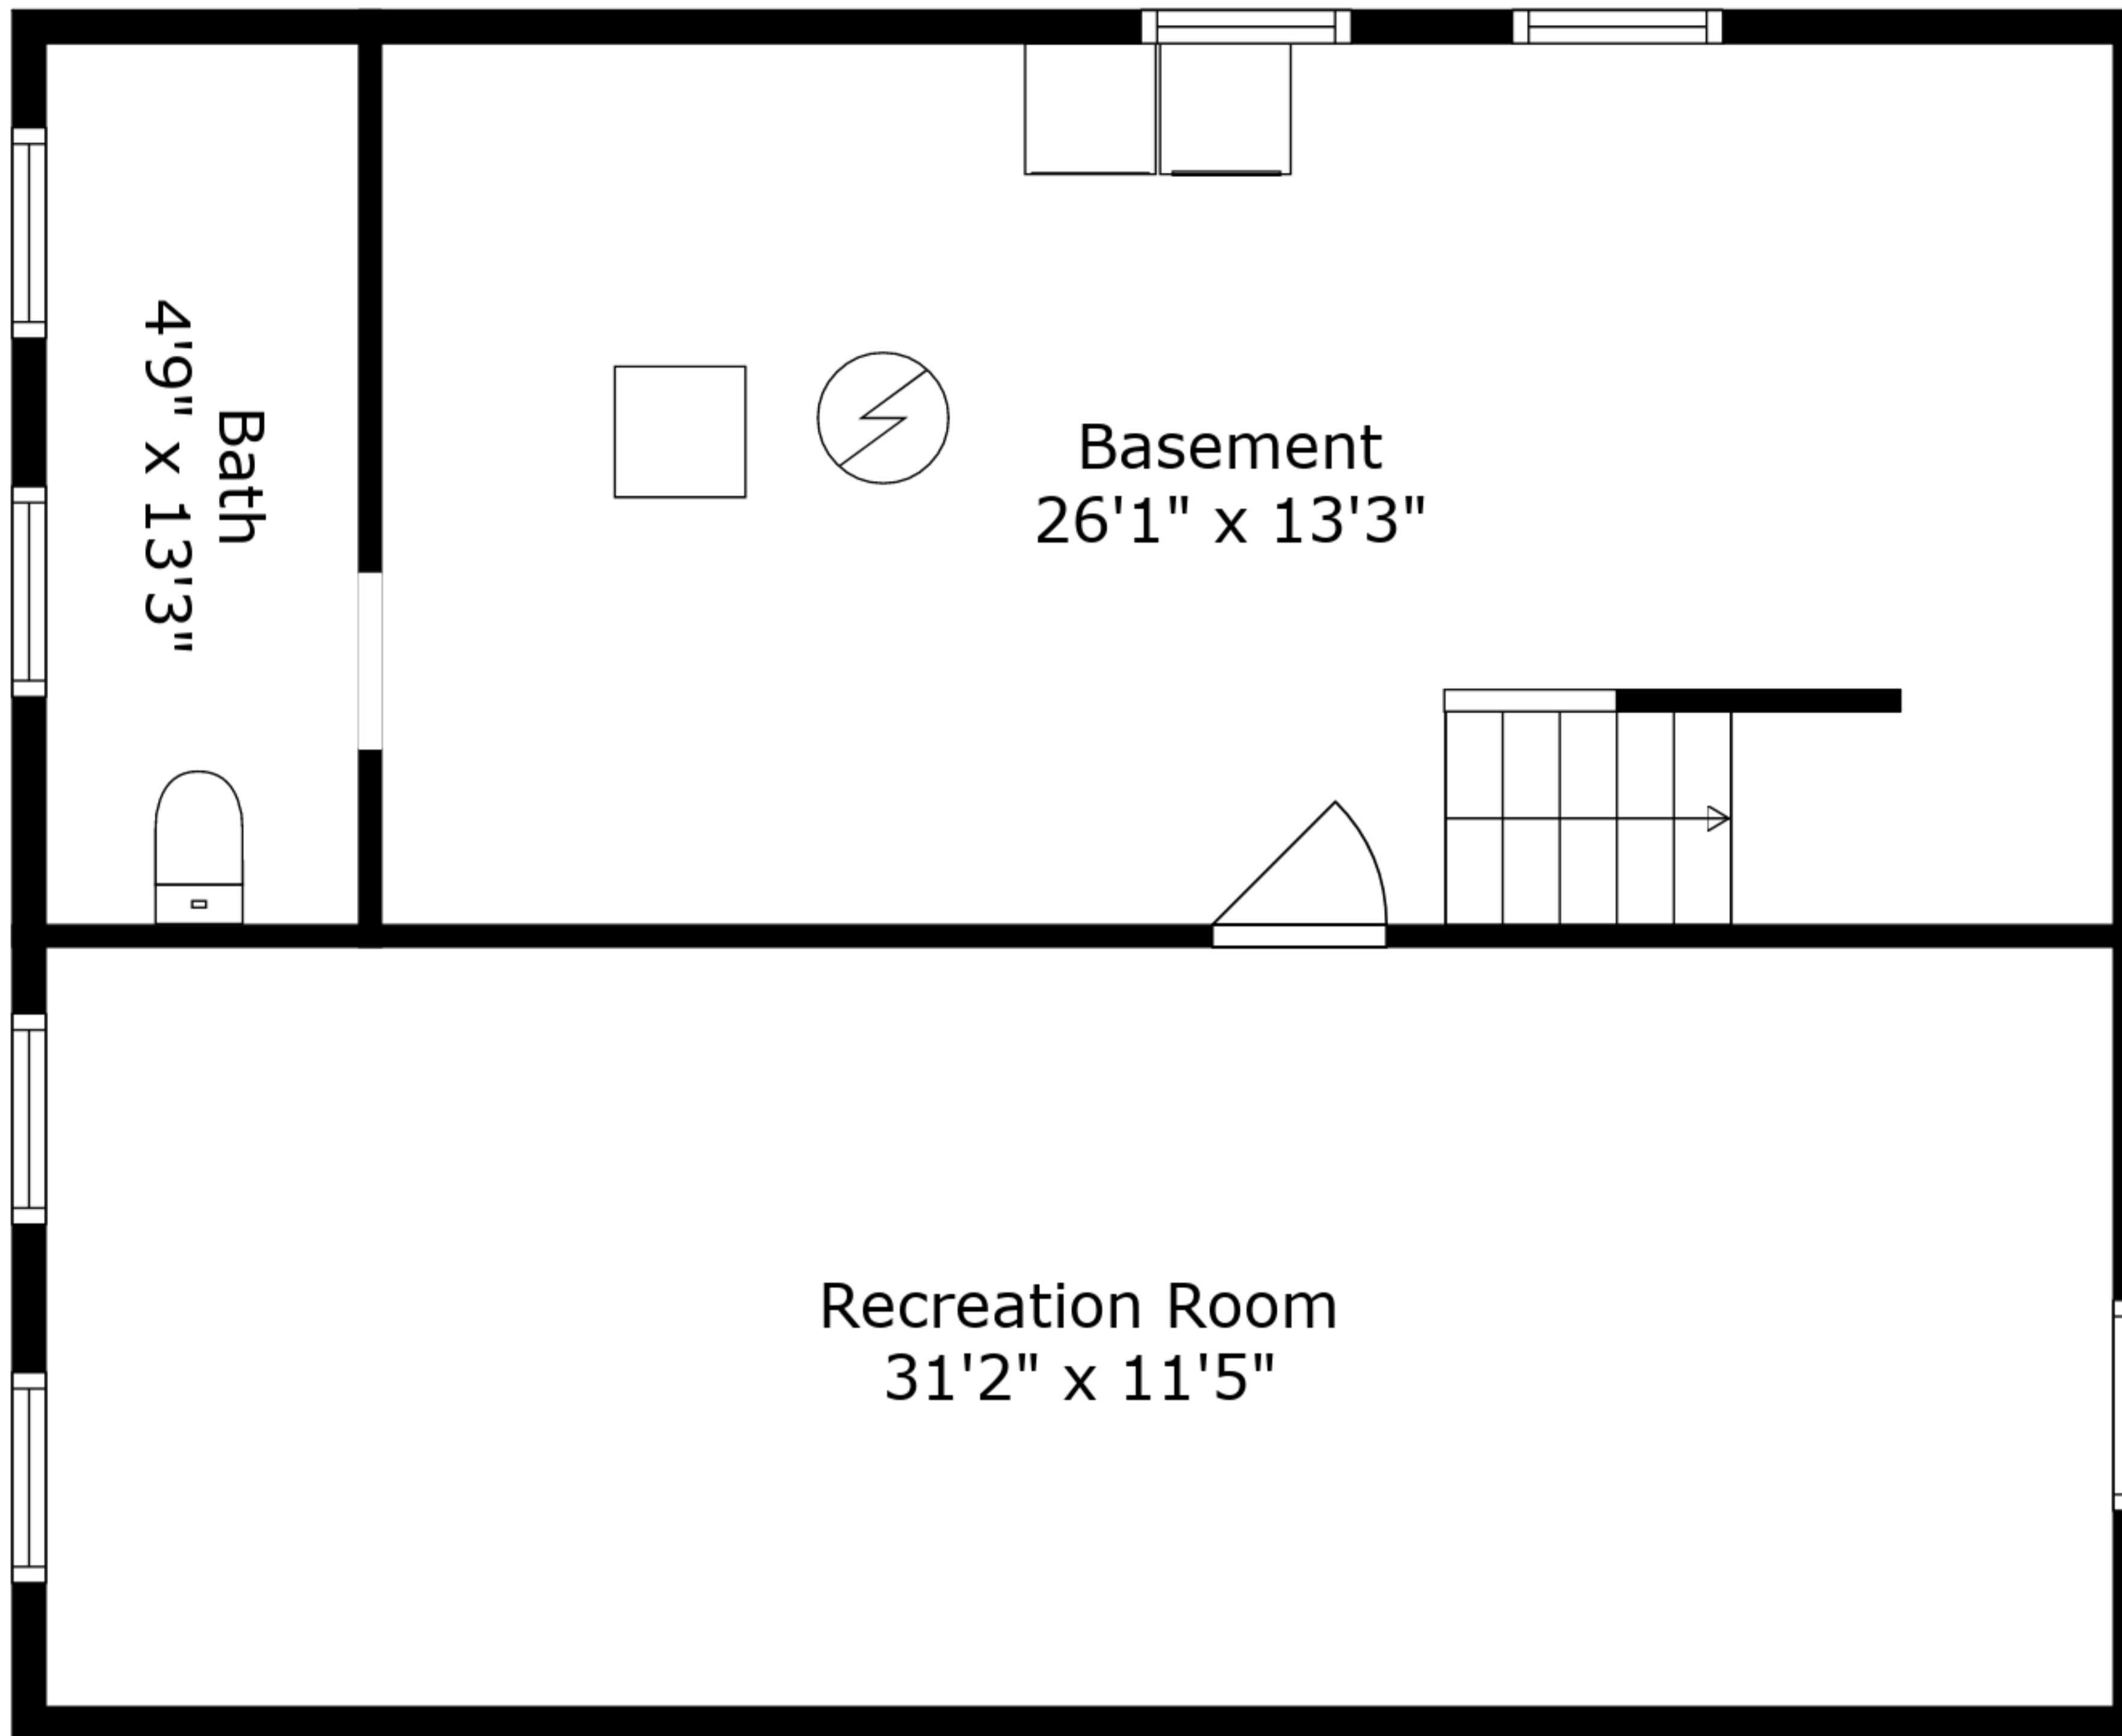 Bath
4'9" x 13'3"
Basement
26'1" x 13'3"
Recreation Room
31'2" x 11'5"